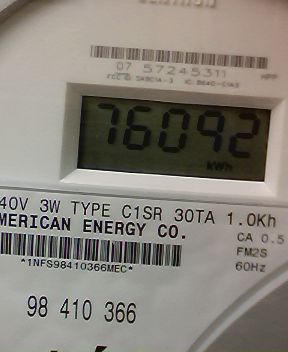 07 57245311
HPP
76092
kWh
40V 3W TYPE C1SR 30TA 1.0Kh
MERICAN ENERGY CO.
CA 0.5
FM2S
60Hz
*1NFS98410366MEC*
98 410 366